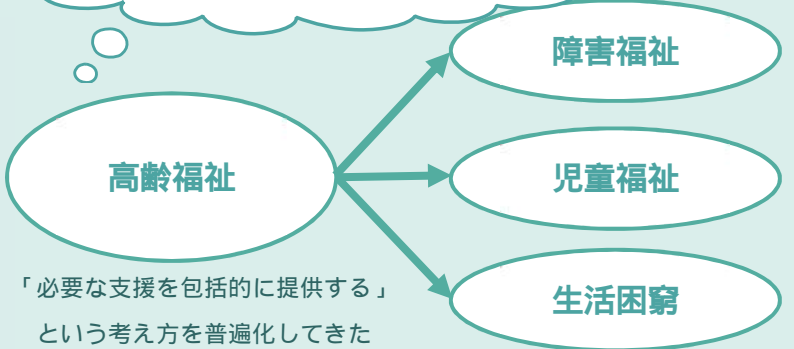 障害福祉
高齢福祉
児童福祉
「必要な支援を包括的に提供する」
という考え方を普遍化してきた
生活困窮